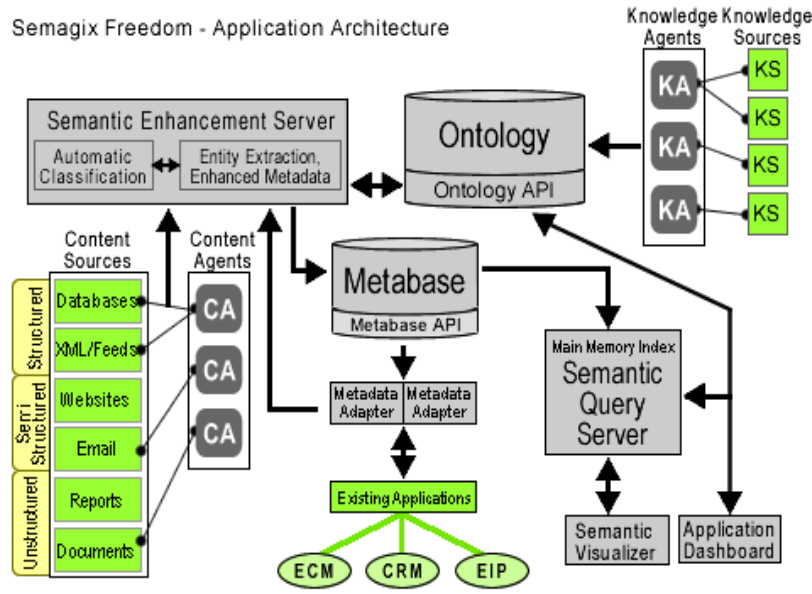 Semagix Freedom - Application Architecture
Knowledge Knowledge
Agents Sources
KA
KA
KA
KS
KS
KS
KS
Semantic Enhancement Server
Automatic
Classification
Entity Extraction,
Enhanced Metadata
Ontology
Ontology API
Content
Sources
Content
Agents
Structured
Semi
Structured
Unstructured
Databases
XML/Feeds
Websites
Email
Reports
Documents
CA
CA
CA
Metabase
Metabase API
Metadata
Adapter
Metadata
Adapter
Existing Applications
ECM
CRM
EIP
Main Memory Index
Semantic
Query
Server
Semantic
Visualizer
Application
Dashboard